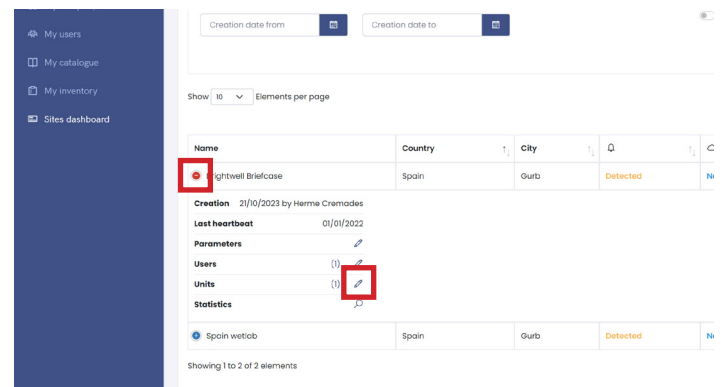 Creation date from
Creation date to
My users
My catalogue
My inventory
Sites dashboard
Show 10 Elements per page
Name Country City
Brightwell Briefcase Spain Gurb Detected
Creation 21/10/2023 by Herme Cremades
Last heartbeat 01/01/2022
Parameters
Users (1)
Units (1)
Statistics
Spain wetlab Spain Gurb Detected
Showing 1 to 2 of 2 elements